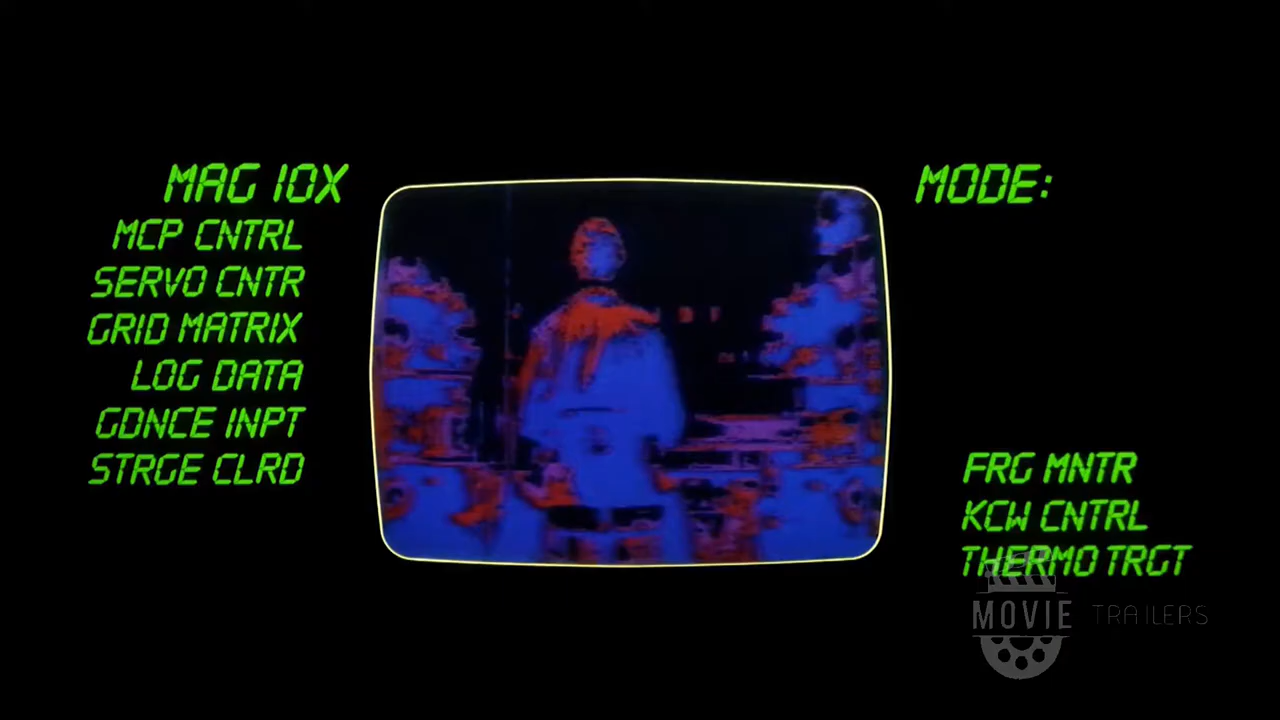 MAG 10X
MCP CNTRL
SERVO CNTR
GRID MATRIX
LOG DATA
GDNCE INPT
STRGE CLRD
MODE:
FRG MNTR
KCW CNTRL
THERMO TRGT
MOVIE TRAILERS